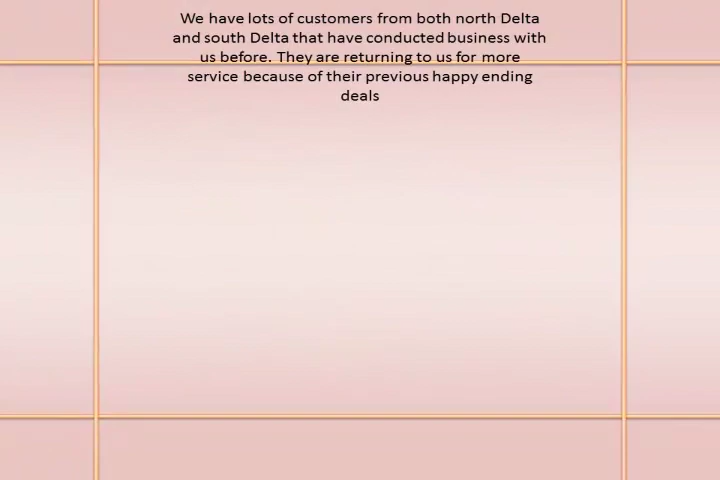 We have lots of customers from both north Delta
and south Delta that have conducted business with
us before. They are returning to us for more
service because of their previous happy ending
deals